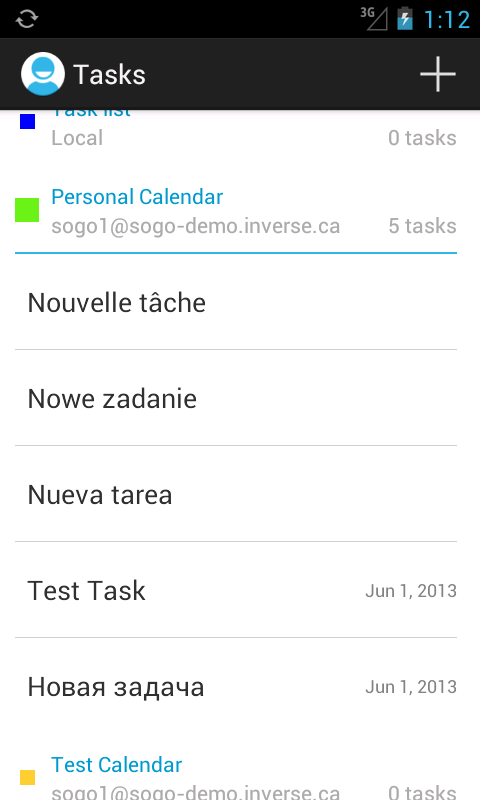 3G 1:12
Tasks
Task list
Local 0 tasks
Personal Calendar
sogo1@sogo-demo.inverse.ca 5 tasks
Nouvelle tâche
Nowe zadanie
Nueva tarea
Test Task Jun 1, 2013
Новая задача Jun 1, 2013
Test Calendar
sogo1@sogo-demo.inverse.ca 0 tasks